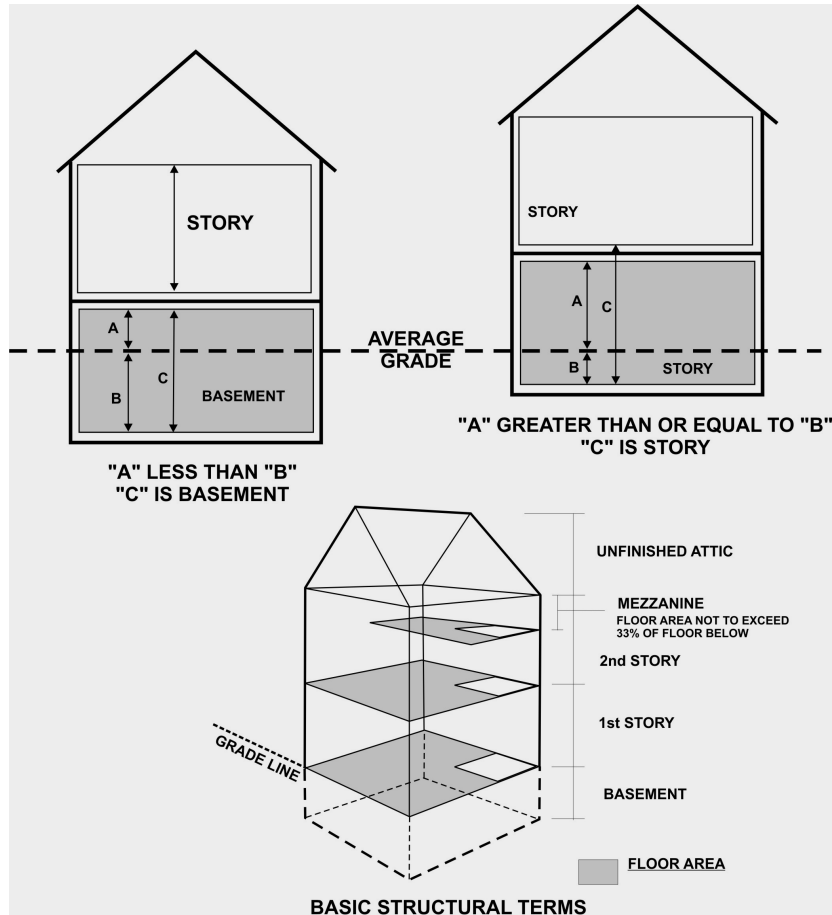 STORY
A
B
C
BASEMENT
"A" LESS THAN "B"
"C" IS BASEMENT
AVERAGE
GRADE
STORY
A
C
B
STORY
"A" GREATER THAN OR EQUAL TO "B"
"C" IS STORY
UNFINISHED ATTIC
MEZZANINE
FLOOR AREA NOT TO EXCEED
33% OF FLOOR BELOW
2nd STORY
1st STORY
GRADE LINE
BASEMENT
FLOOR AREA
BASIC STRUCTURAL TERMS